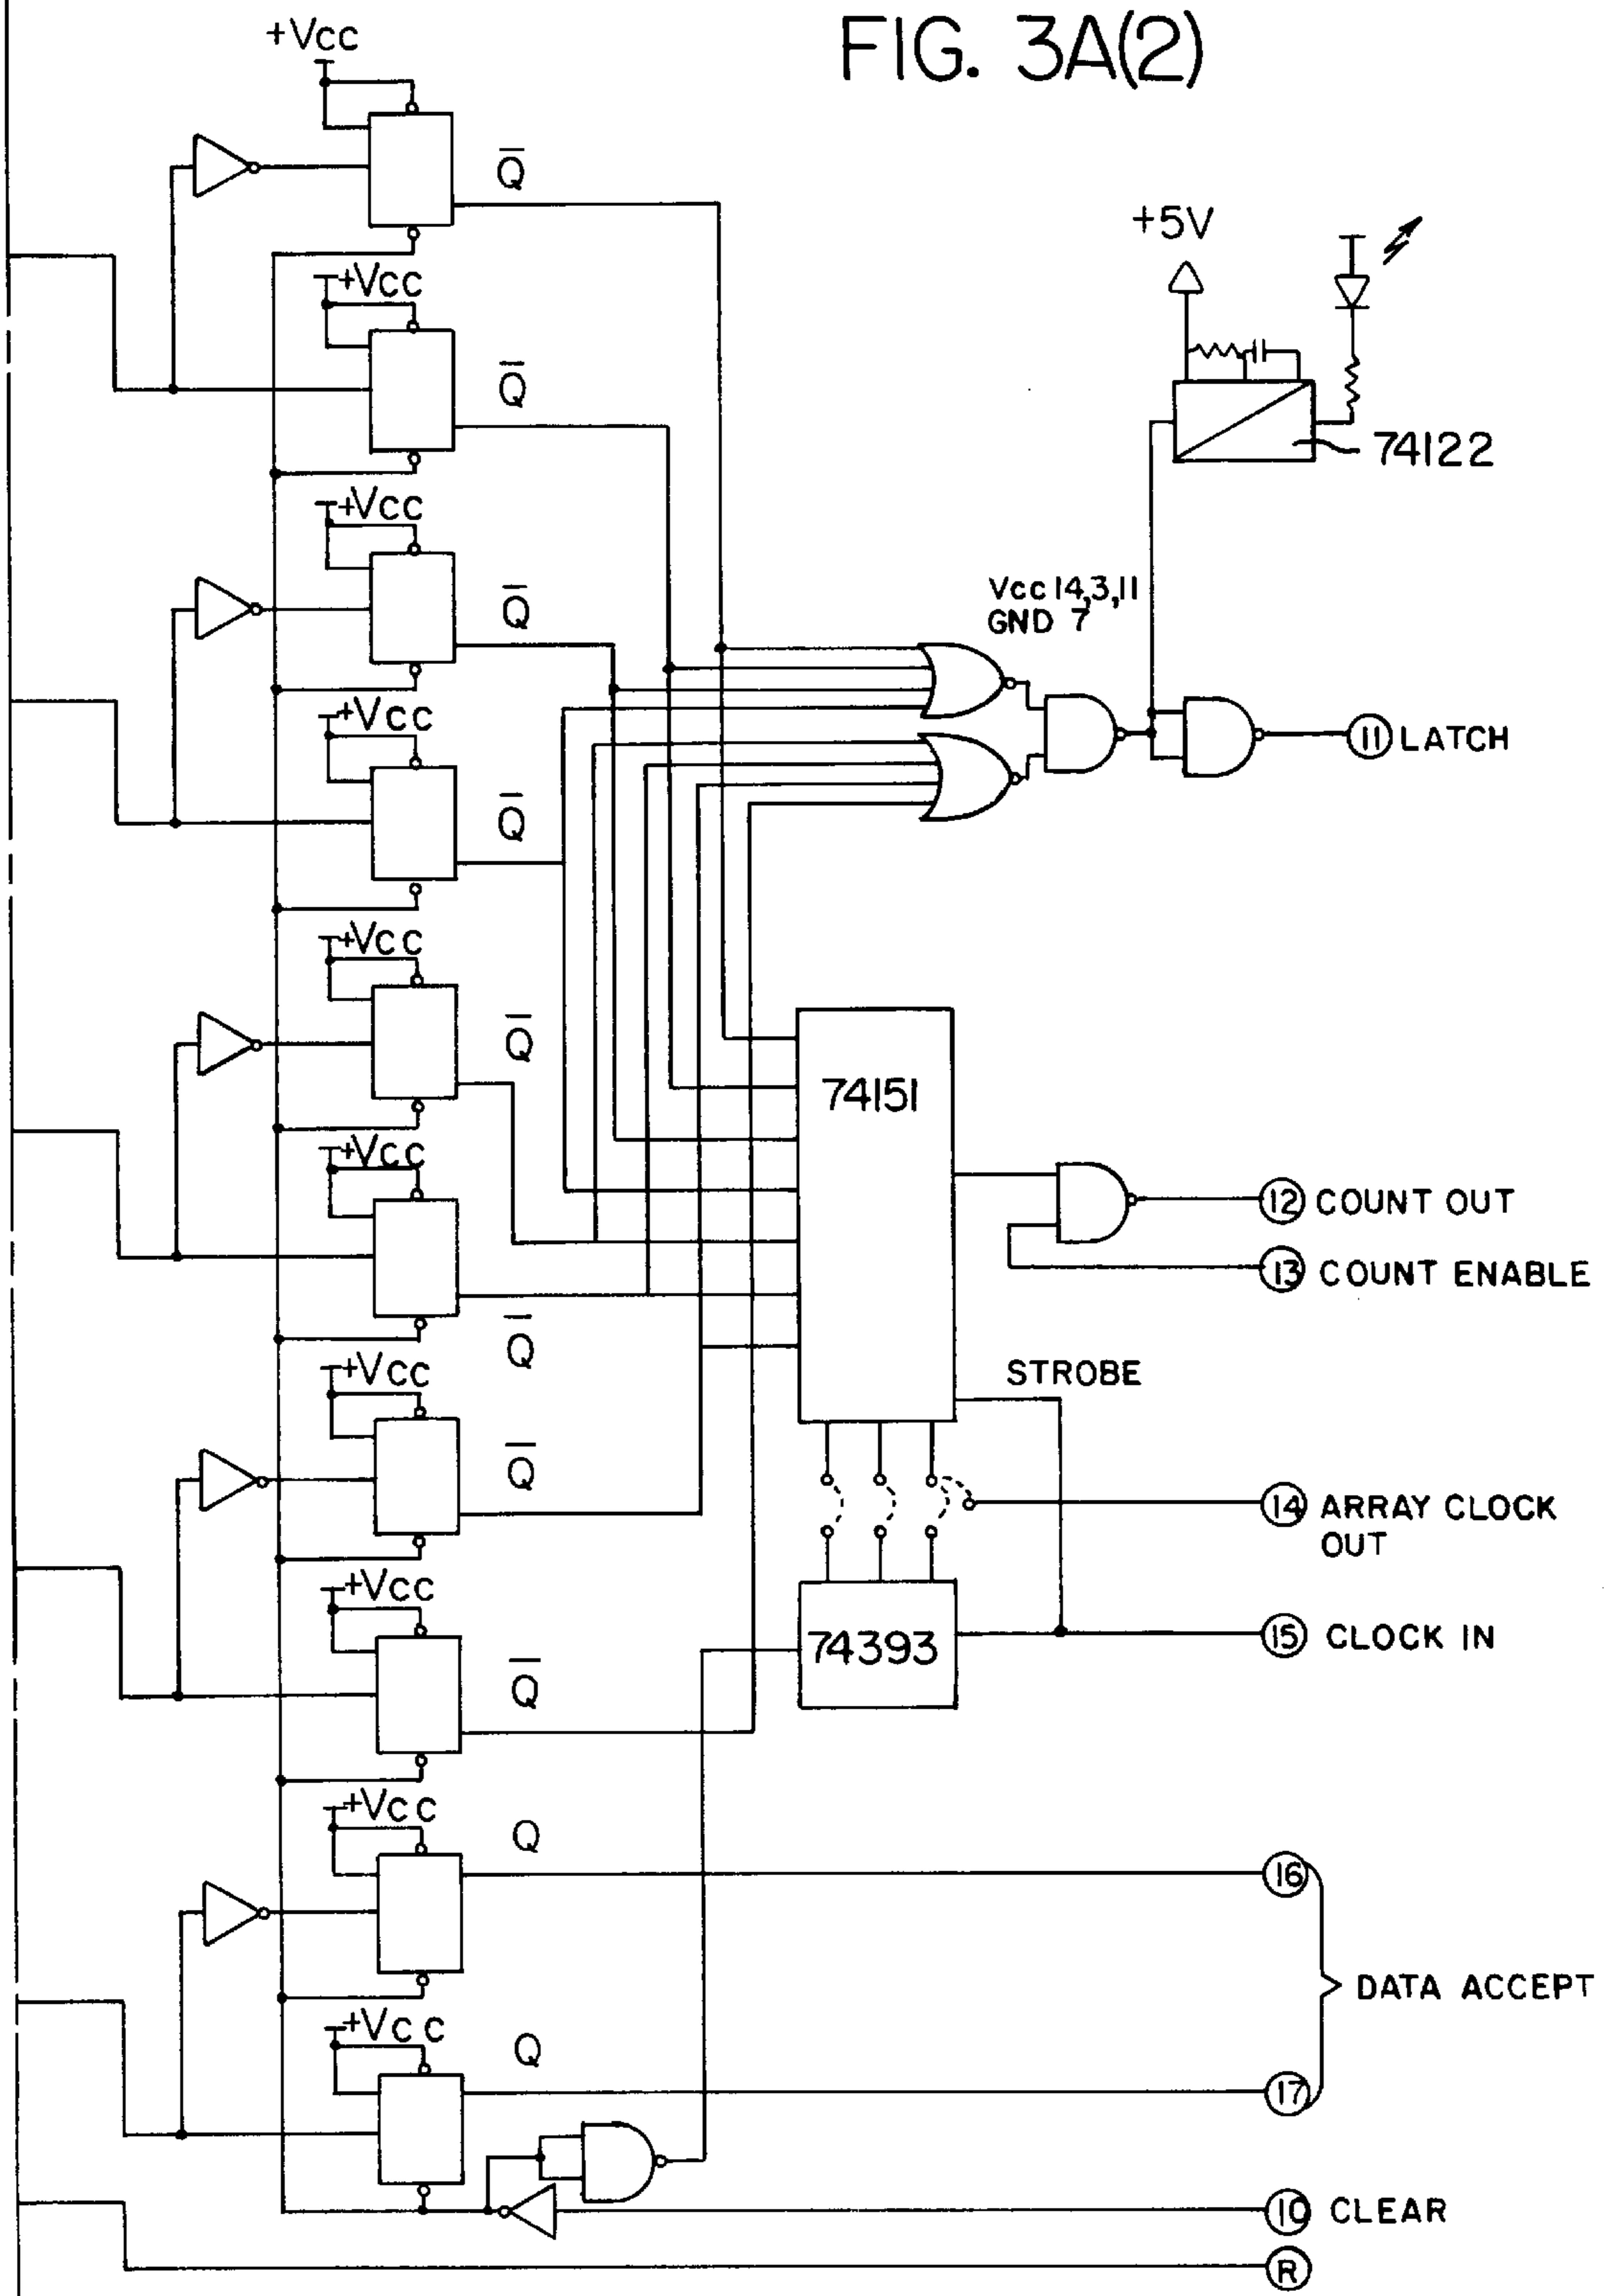 FIG. 3A(2)
+Vcc
Q̄
+5V
+Vcc
Q̄
74122
+Vcc
Q̄
Vcc 14,3,11
GND 7
+Vcc
Q̄
11 LATCH
+Vcc
Q̄
74151
+Vcc
Q̄
12 COUNT OUT
13 COUNT ENABLE
+Vcc
Q̄
STROBE
14 ARRAY CLOCK
OUT
+Vcc
Q̄
74393
15 CLOCK IN
+Vcc
Q
16
DATA ACCEPT
+Vcc
Q
17
10 CLEAR
R